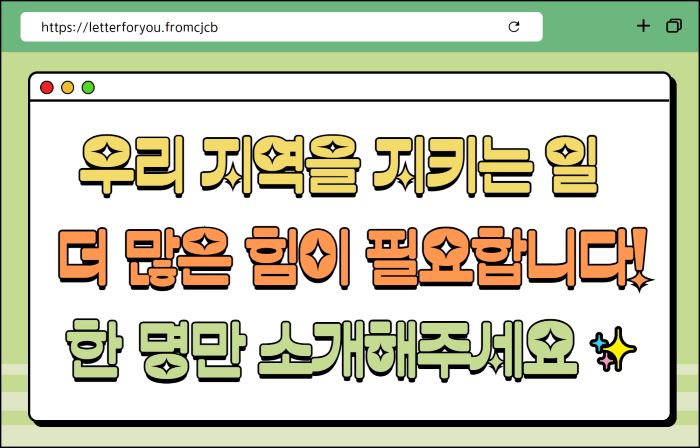 https://letterforyou.fromcjcb
우리 지역을 지키는 일
더 많은 힘이 필요합니다!
한 명만 소개해주세요